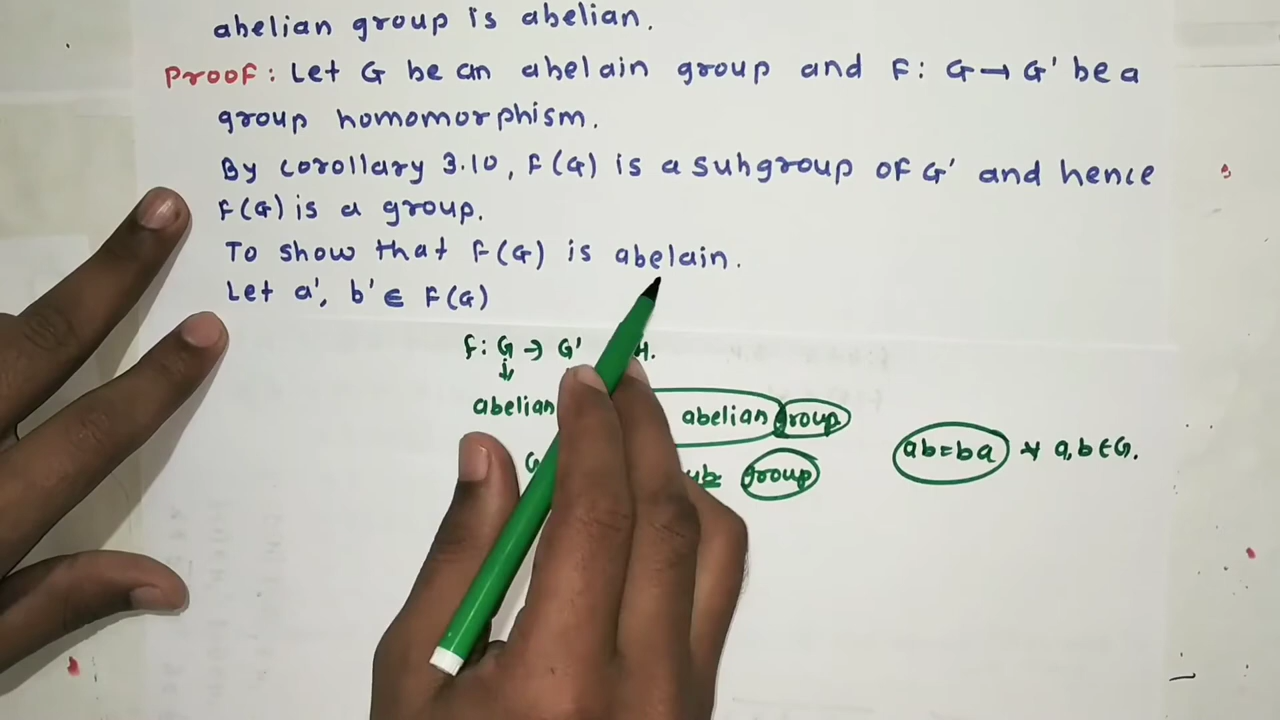 abelian group is abelian.
Proof: Let G be an abelain group and F: G→G' be a
group homomorphism.
By corollary 3.10, F(G) is a subgroup of G' and hence
F(G) is a group.
To show that F(G) is abelain.
Let a', b' ∈ F(G)
f: G → G' H.
↓
abelian abelian group
G sub group
ab=ba ∀ a,b∈G.